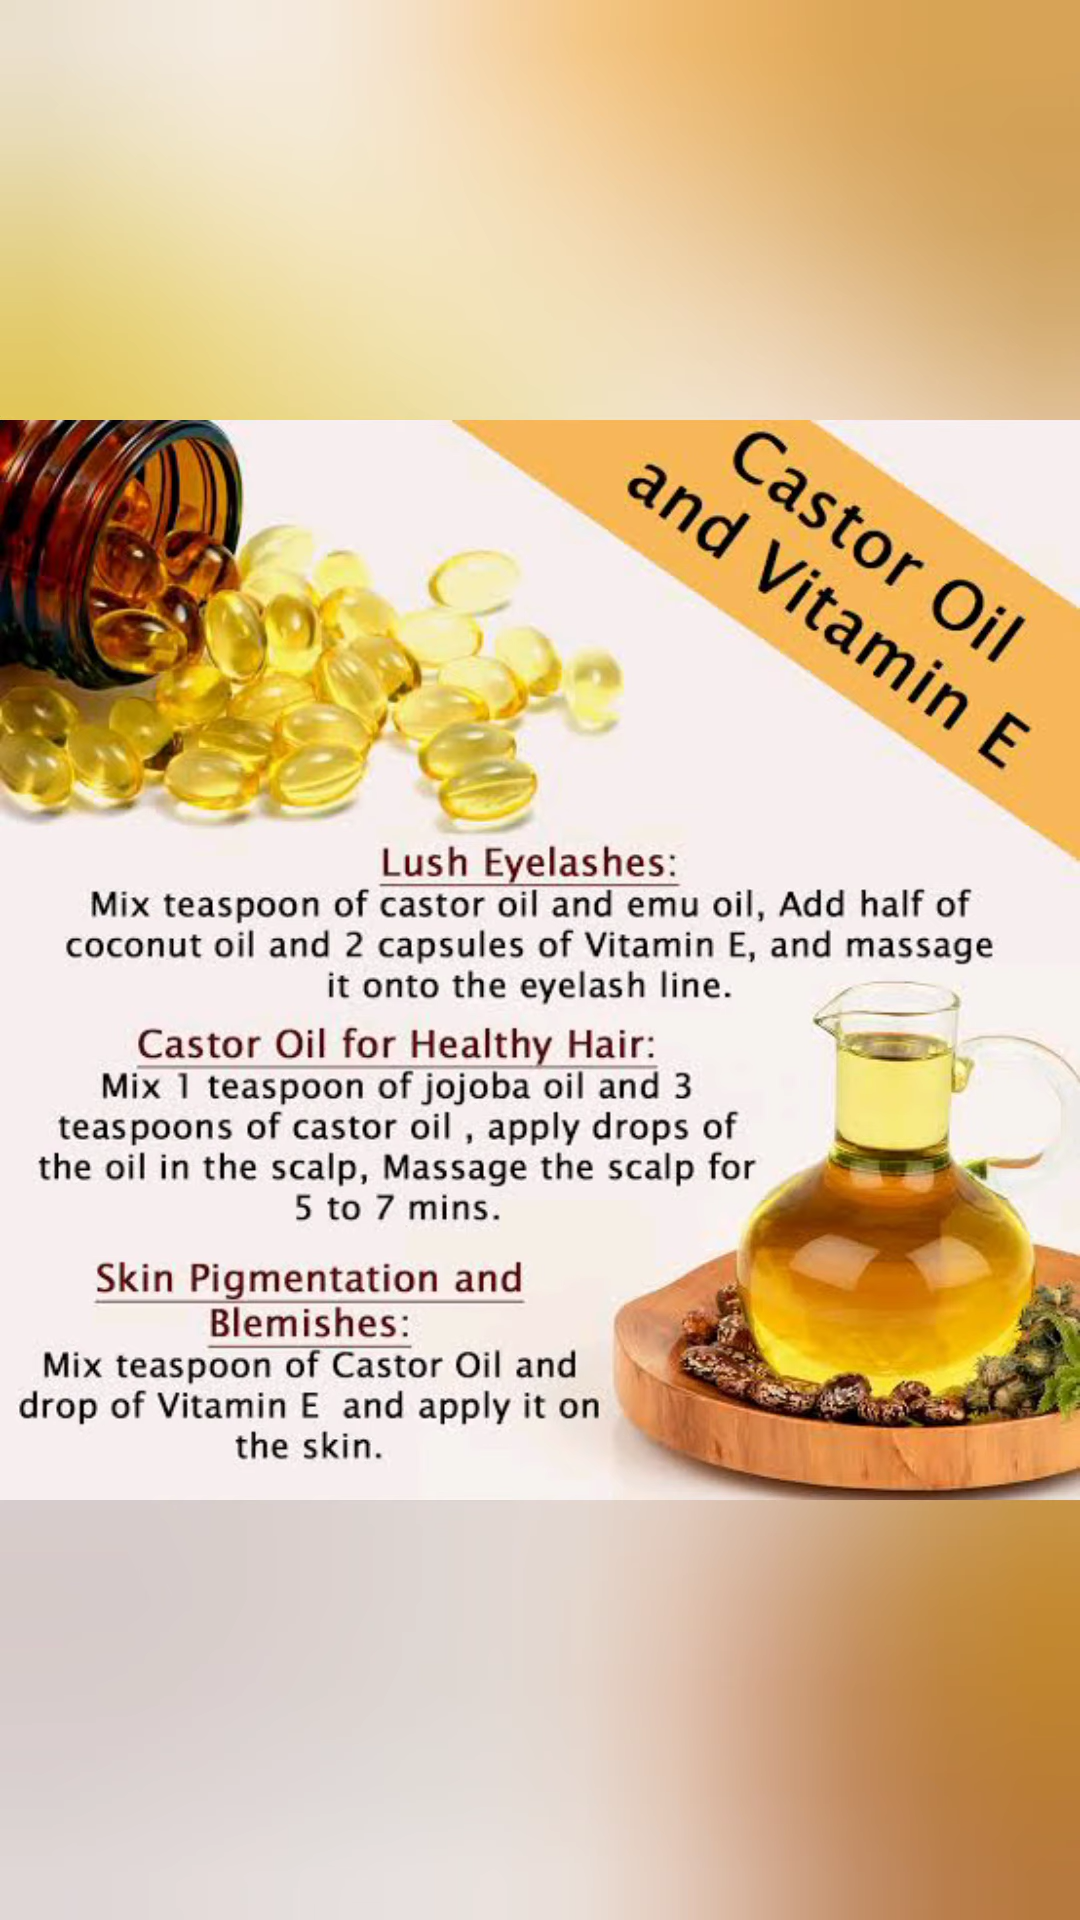 Castor Oil
and Vitamin E
Lush Eyelashes:
Mix teaspoon of castor oil and emu oil, Add half of
coconut oil and 2 capsules of Vitamin E, and massage
it onto the eyelash line.
Castor Oil for Healthy Hair:
Mix 1 teaspoon of jojoba oil and 3
teaspoons of castor oil , apply drops of
the oil in the scalp, Massage the scalp for
5 to 7 mins.
Skin Pigmentation and
Blemishes:
Mix teaspoon of Castor Oil and
drop of Vitamin E  and apply it on
the skin.